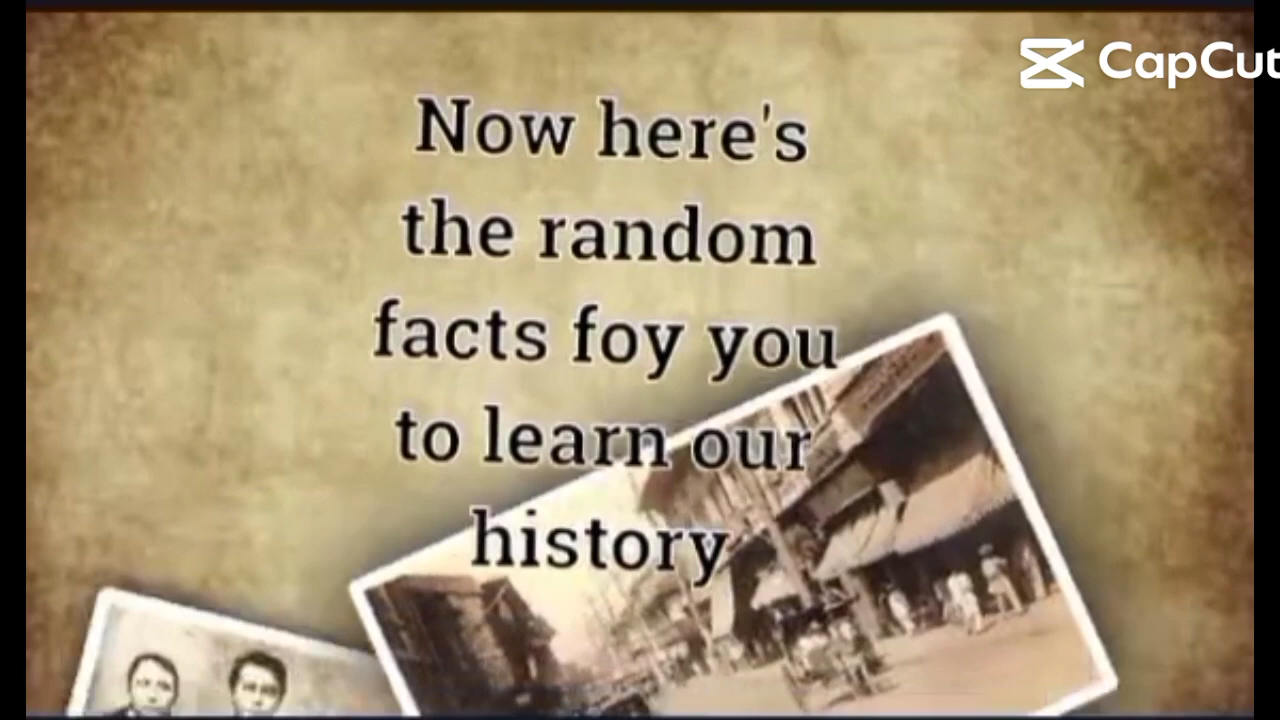 CapCut
Now here's
the random
facts foy you
to learn our
history